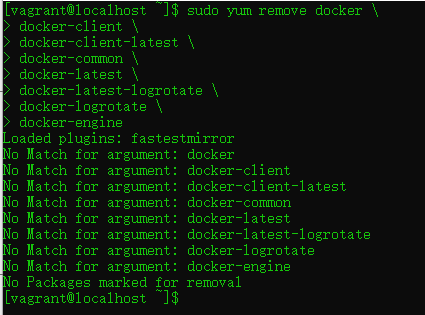 [vagrant@localhost ~]$ sudo yum remove docker \
> docker-client \
> docker-client-latest \
> docker-common \
> docker-latest \
> docker-latest-logrotate \
> docker-logrotate \
> docker-engine
Loaded plugins: fastestmirror
No Match for argument: docker
No Match for argument: docker-client
No Match for argument: docker-client-latest
No Match for argument: docker-common
No Match for argument: docker-latest
No Match for argument: docker-latest-logrotate
No Match for argument: docker-logrotate
No Match for argument: docker-engine
No Packages marked for removal
[vagrant@localhost ~]$